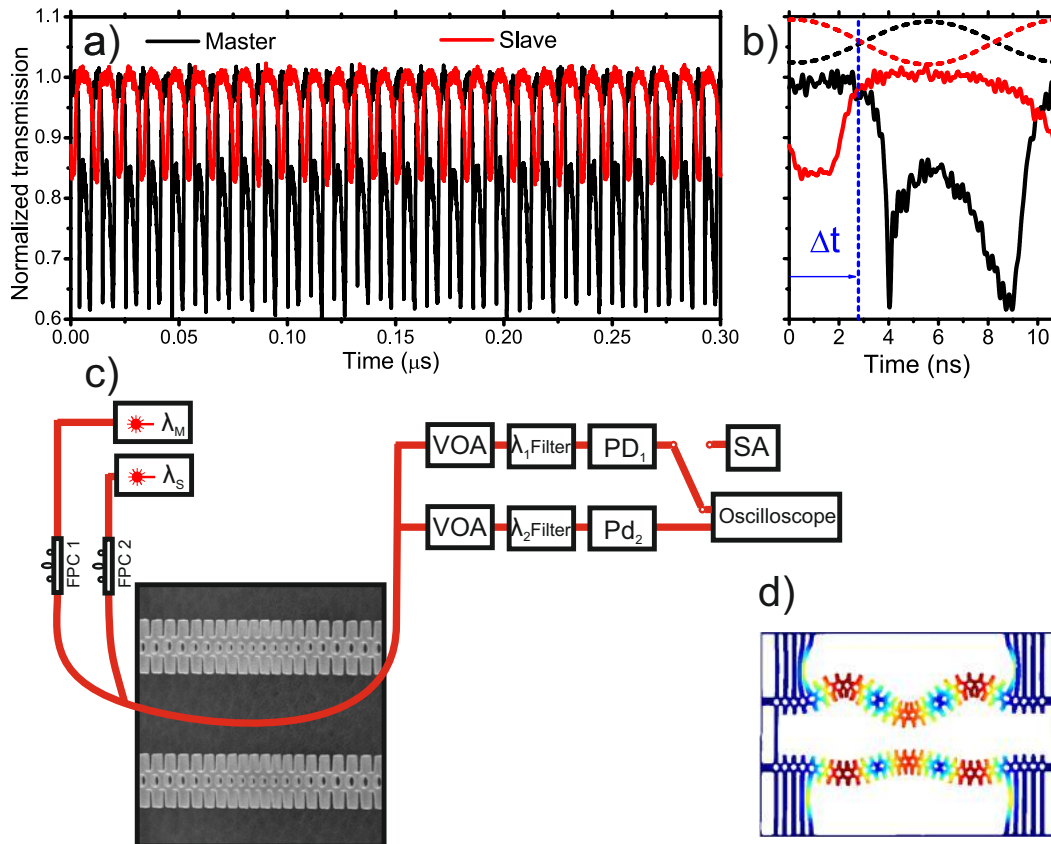 a)
Master
Slave
Normalized transmission
1.1
1.0
0.9
0.8
0.7
0.6
0.00
0.05
0.10
0.15
0.20
0.25
0.30
Time (μs)
b)
Δt
0
2
4
6
8
10
Time (ns)
c)
λM
λS
FPC 1
FPC 2
VOA
λ1Filter
PD1
SA
VOA
λ2Filter
Pd2
Oscilloscope
d)